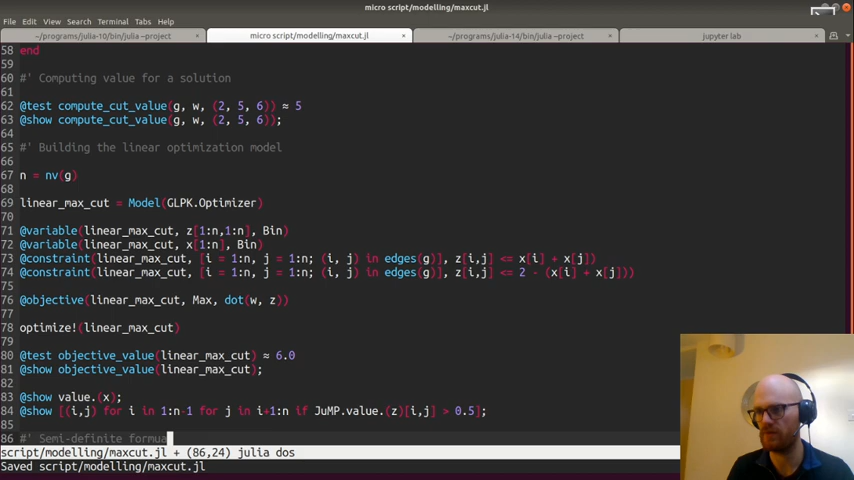 micro script/modelling/maxcut.jl
File Edit View Search Terminal Tabs Help
~/programs/julia-10/bin/julia --project × micro script/modelling/maxcut.jl × ~/programs/julia-14/bin/julia --project × jupyter lab ×
58 end
59
60 #' Computing value for a solution
61
62 @test compute_cut_value(g, w, (2, 5, 6)) ≈ 5
63 @show compute_cut_value(g, w, (2, 5, 6));
64
65 #' Building the linear optimization model
66
67 n = nv(g)
68
69 linear_max_cut = Model(GLPK.Optimizer)
70
71 @variable(linear_max_cut, z[1:n,1:n], Bin)
72 @variable(linear_max_cut, x[1:n], Bin)
73 @constraint(linear_max_cut, [i = 1:n, j = 1:n; (i, j) in edges(g)], z[i,j] <= x[i] + x[j])
74 @constraint(linear_max_cut, [i = 1:n, j = 1:n; (i, j) in edges(g)], z[i,j] <= 2 - (x[i] + x[j]))
75
76 @objective(linear_max_cut, Max, dot(w, z))
77
78 optimize!(linear_max_cut)
79
80 @test objective_value(linear_max_cut) ≈ 6.0
81 @show objective_value(linear_max_cut);
82
83 @show value.(x);
84 @show [(i,j) for i in 1:n-1 for j in i+1:n if JuMP.value.(z)[i,j] > 0.5];
85
86 #' Semi-definite formua
script/modelling/maxcut.jl + (86,24) julia dos
Saved script/modelling/maxcut.jl